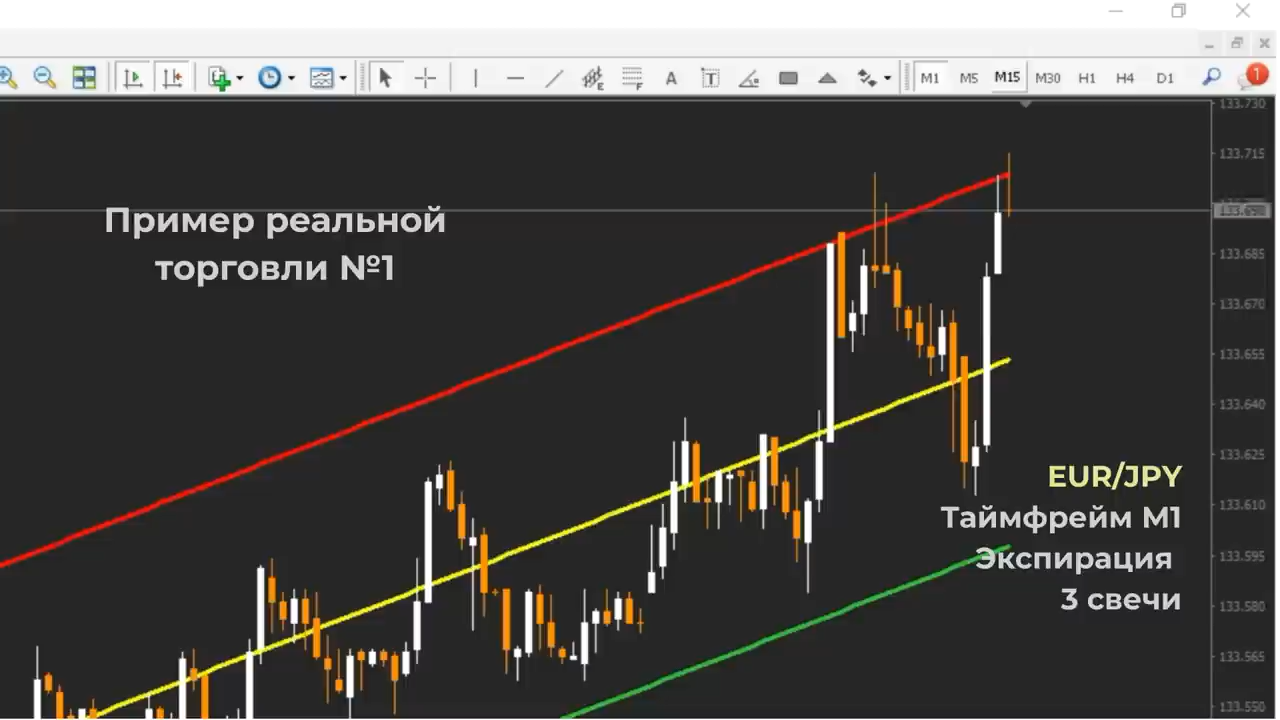 E
F
A
T
M1
M5
M15
M30
H1
H4
D1
1
133.730
133.715
133.685
133.670
133.655
133.640
133.625
133.610
133.595
133.580
133.565
133.550
Пример реальной
торговли №1
EUR/JPY
Таймфрейм М1
Экспирация
3 свечи